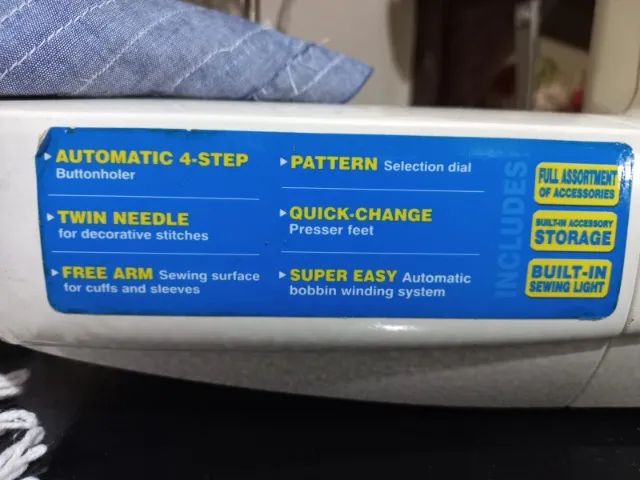 AUTOMATIC 4-STEP
Buttonholer
TWIN NEEDLE
for decorative stitches
FREE ARM Sewing surface
for cuffs and sleeves
PATTERN Selection dial
QUICK-CHANGE
Presser feet
SUPER EASY Automatic
bobbin winding system
INCLUDES:
FULL ASSORTMENT
OF ACCESSORIES
BUILT-IN ACCESSORY
STORAGE
BUILT-IN
SEWING LIGHT